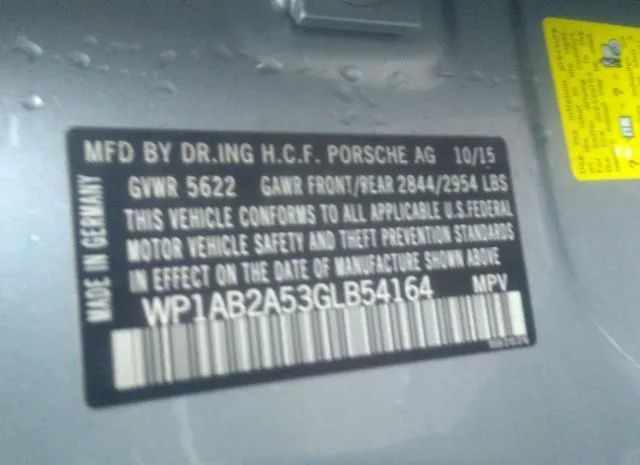 MFD BY DR.ING H.C.F. PORSCHE AG 10/15
GVWR 5622 GAWR FRONT/REAR 2844/2954 LBS
THIS VEHICLE CONFORMS TO ALL APPLICABLE U.S.FEDERAL
MOTOR VEHICLE SAFETY AND THEFT PREVENTION STANDARDS
IN EFFECT ON THE DATE OF MANUFACTURE SHOWN ABOVE
WP1AB2A53GLB54164 MPV
MADE IN GERMANY